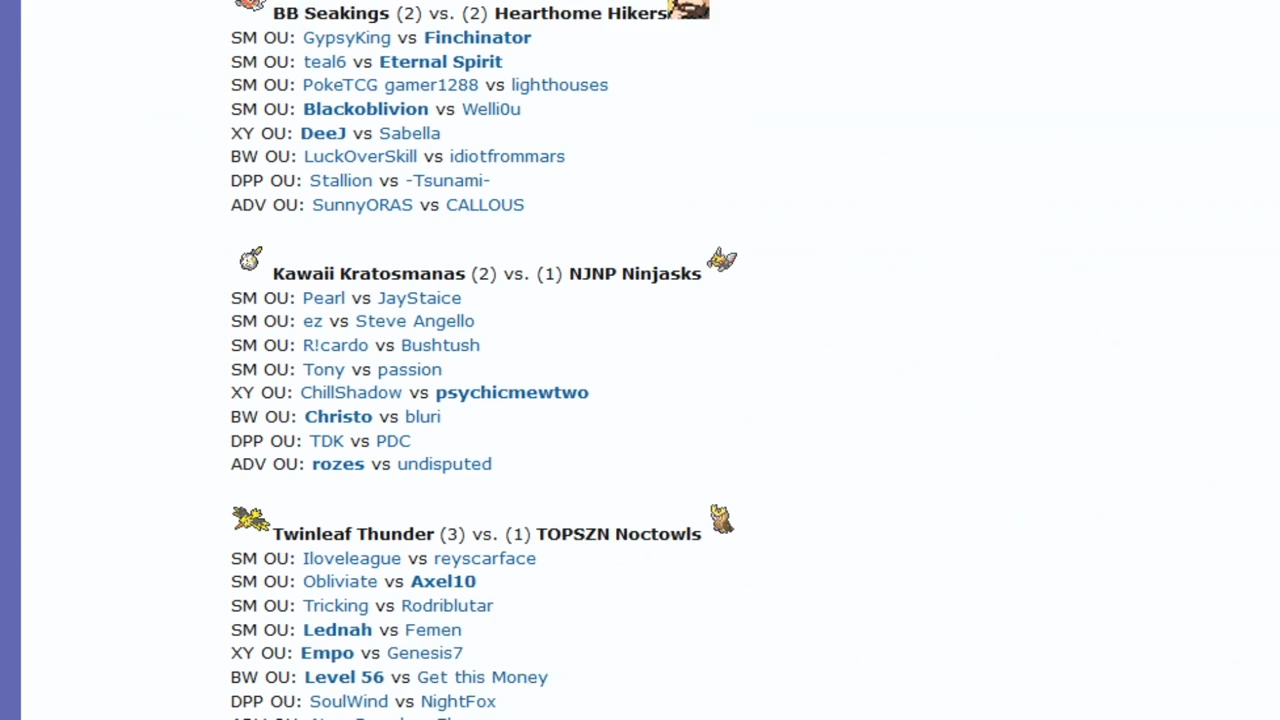 BB Seakings (2) vs. (2) Hearthome Hikers
SM OU: GypsyKing vs Finchinator
SM OU: teal6 vs Eternal Spirit
SM OU: PokeTCG gamer1288 vs lighthouses
SM OU: Blackoblivion vs Welli0u
XY OU: DeeJ vs Sabella
BW OU: LuckOverSkill vs idiotfrommars
DPP OU: Stallion vs -Tsunami-
ADV OU: SunnyORAS vs CALLOUS
Kawaii Kratosmanas (2) vs. (1) NJNP Ninjasks
SM OU: Pearl vs JayStaice
SM OU: ez vs Steve Angello
SM OU: R!cardo vs Bushtush
SM OU: Tony vs passion
XY OU: ChillShadow vs psychicmewtwo
BW OU: Christo vs bluri
DPP OU: TDK vs PDC
ADV OU: rozes vs undisputed
Twinleaf Thunder (3) vs. (1) TOPSZN Noctowls
SM OU: Iloveleague vs reyscarface
SM OU: Obliviate vs Axel10
SM OU: Tricking vs Rodriblutar
SM OU: Lednah vs Femen
XY OU: Empo vs Genesis7
BW OU: Level 56 vs Get this Money
DPP OU: SoulWind vs NightFox